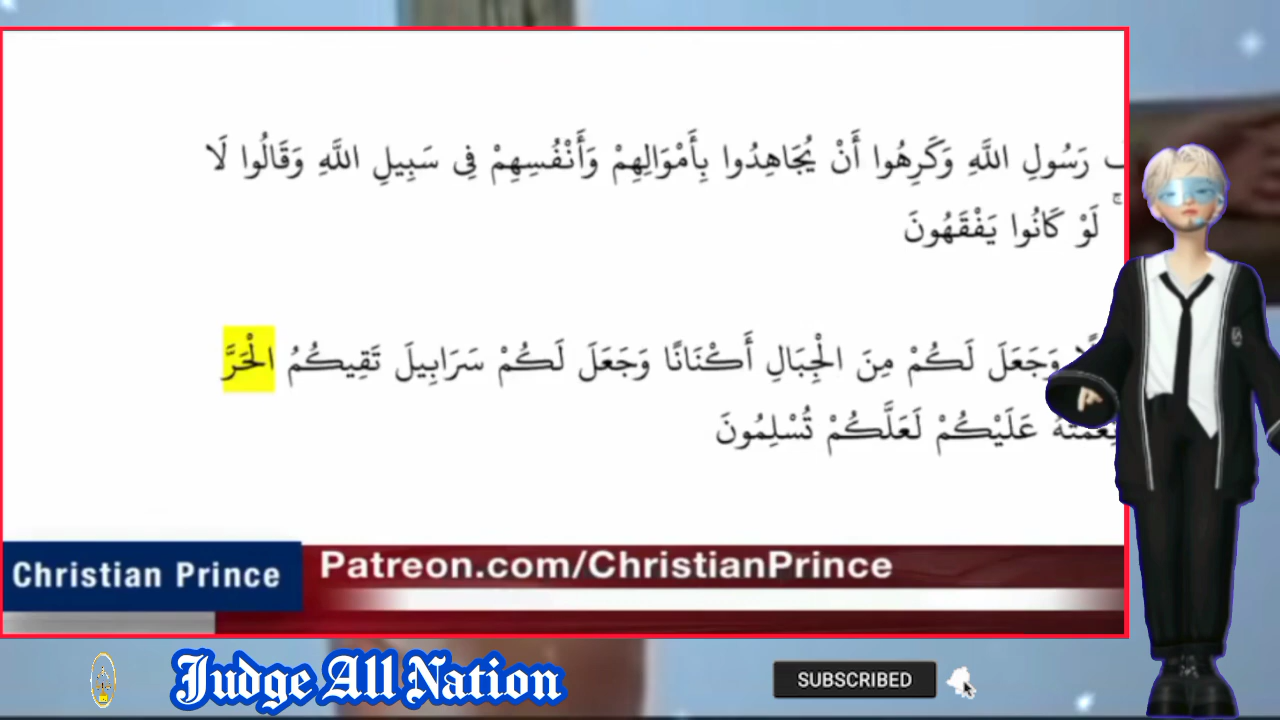 رَسُولِ اللَّهِ وَكَرِهُوا أَنْ يُجَاهِدُوا بِأَمْوَالِهِمْ وَأَنْفُسِهِمْ فِى سَبِيلِ اللَّهِ وَقَالُوا لَا
لَوْ كَانُوا يَفْقَهُونَ
وَجَعَلَ لَكُمْ مِنَ الْجِبَالِ أَكْنَانًا وَجَعَلَ لَكُمْ سَرَابِيلَ تَقِيكُمُ الْحَرَّ
عَلَيْكُمْ لَعَلَّكُمْ تُسْلِمُونَ
Christian Prince
Patreon.com/ChristianPrince
Judge All Nation
SUBSCRIBED